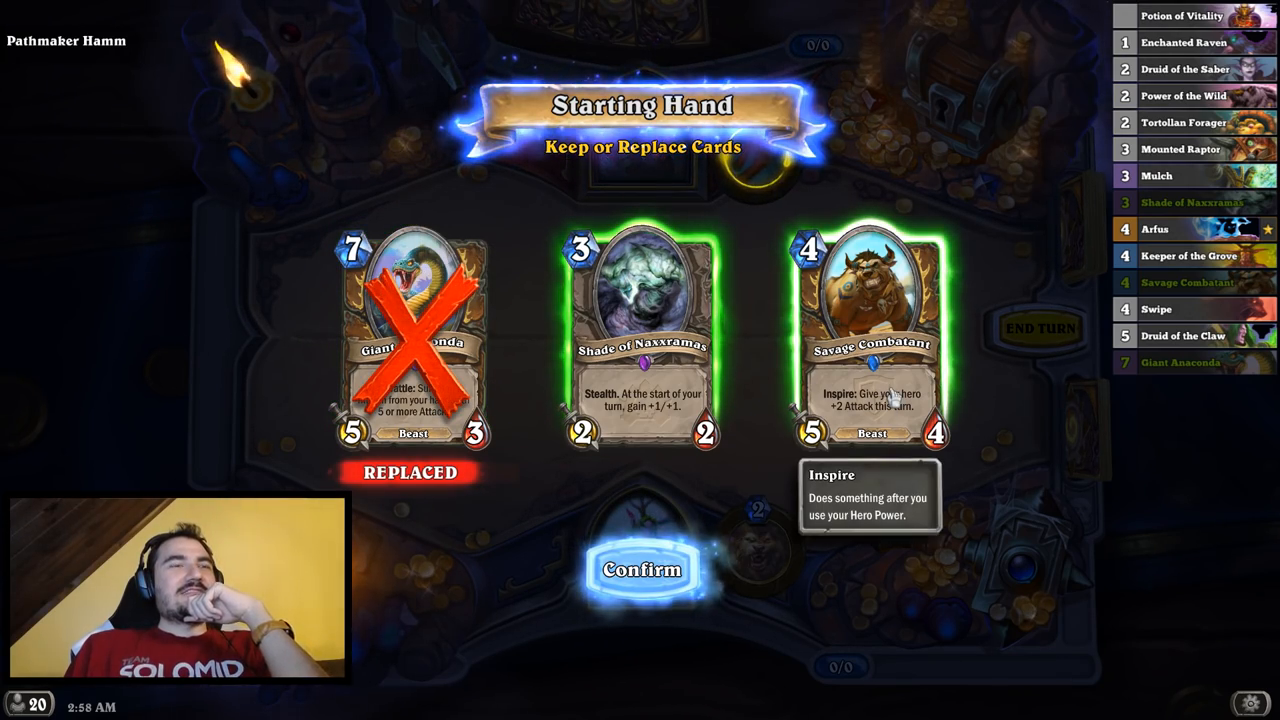 Pathmaker Hamm
0/0
Starting Hand
Keep or Replace Cards
7
Giant
onda
5 or more Attac
5
Beast
3
REPLACED
3
Shade of Naxxramas
Stealth. At the start of your
turn, gain +1/+1.
2
2
4
Savage Combatant
Inspire: Give your hero
+2 Attack this turn.
5
Beast
4
Inspire
Does something after you
use your Hero Power.
END TURN
2
Confirm
0/0
Potion of Vitality
1 Enchanted Raven
2 Druid of the Saber
2 Power of the Wild
2 Tortollan Forager
3 Mounted Raptor
3 Mulch
3 Shade of Naxxramas
4 Arfus
4 Keeper of the Grove
4 Savage Combatant
4 Swipe
5 Druid of the Claw
7 Giant Anaconda
TEAM
SOLOMID
20
2:58 AM